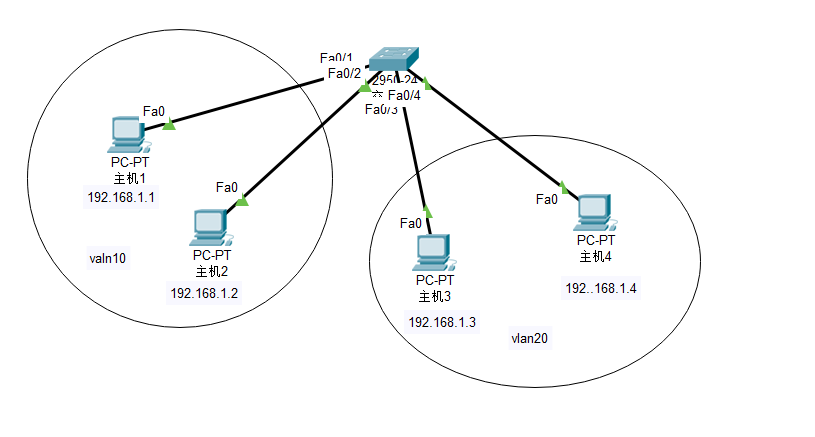 Fa0/1
Fa0/2
2950-24
Fa0/4
Fa0/3
Fa0
PC-PT
主机1
192.168.1.1
Fa0
PC-PT
主机2
192.168.1.2
valn10
Fa0
PC-PT
主机3
192.168.1.3
Fa0
PC-PT
主机4
192..168.1.4
vlan20